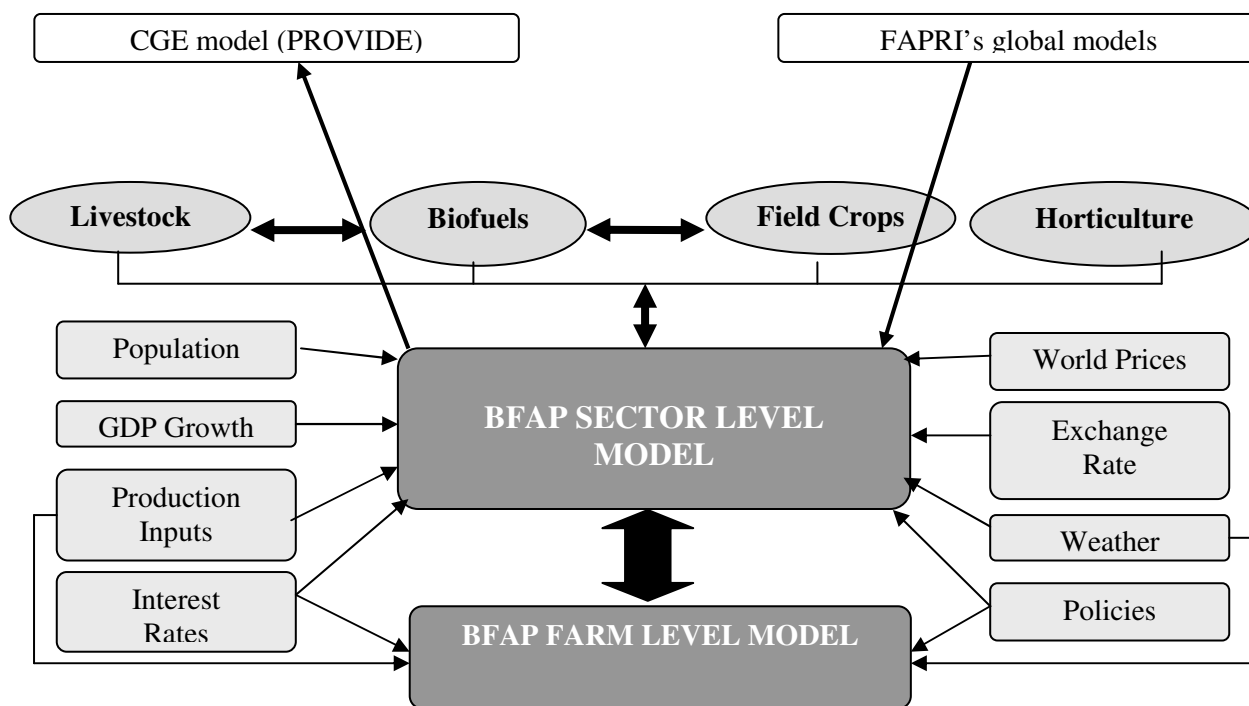 CGE model (PROVIDE)
FAPRI’s global models
Livestock
Biofuels
Field Crops
Horticulture
Population
GDP Growth
Production
Inputs
Interest
Rates
BFAP SECTOR LEVEL
MODEL
World Prices
Exchange
Rate
Weather
Policies
BFAP FARM LEVEL MODEL